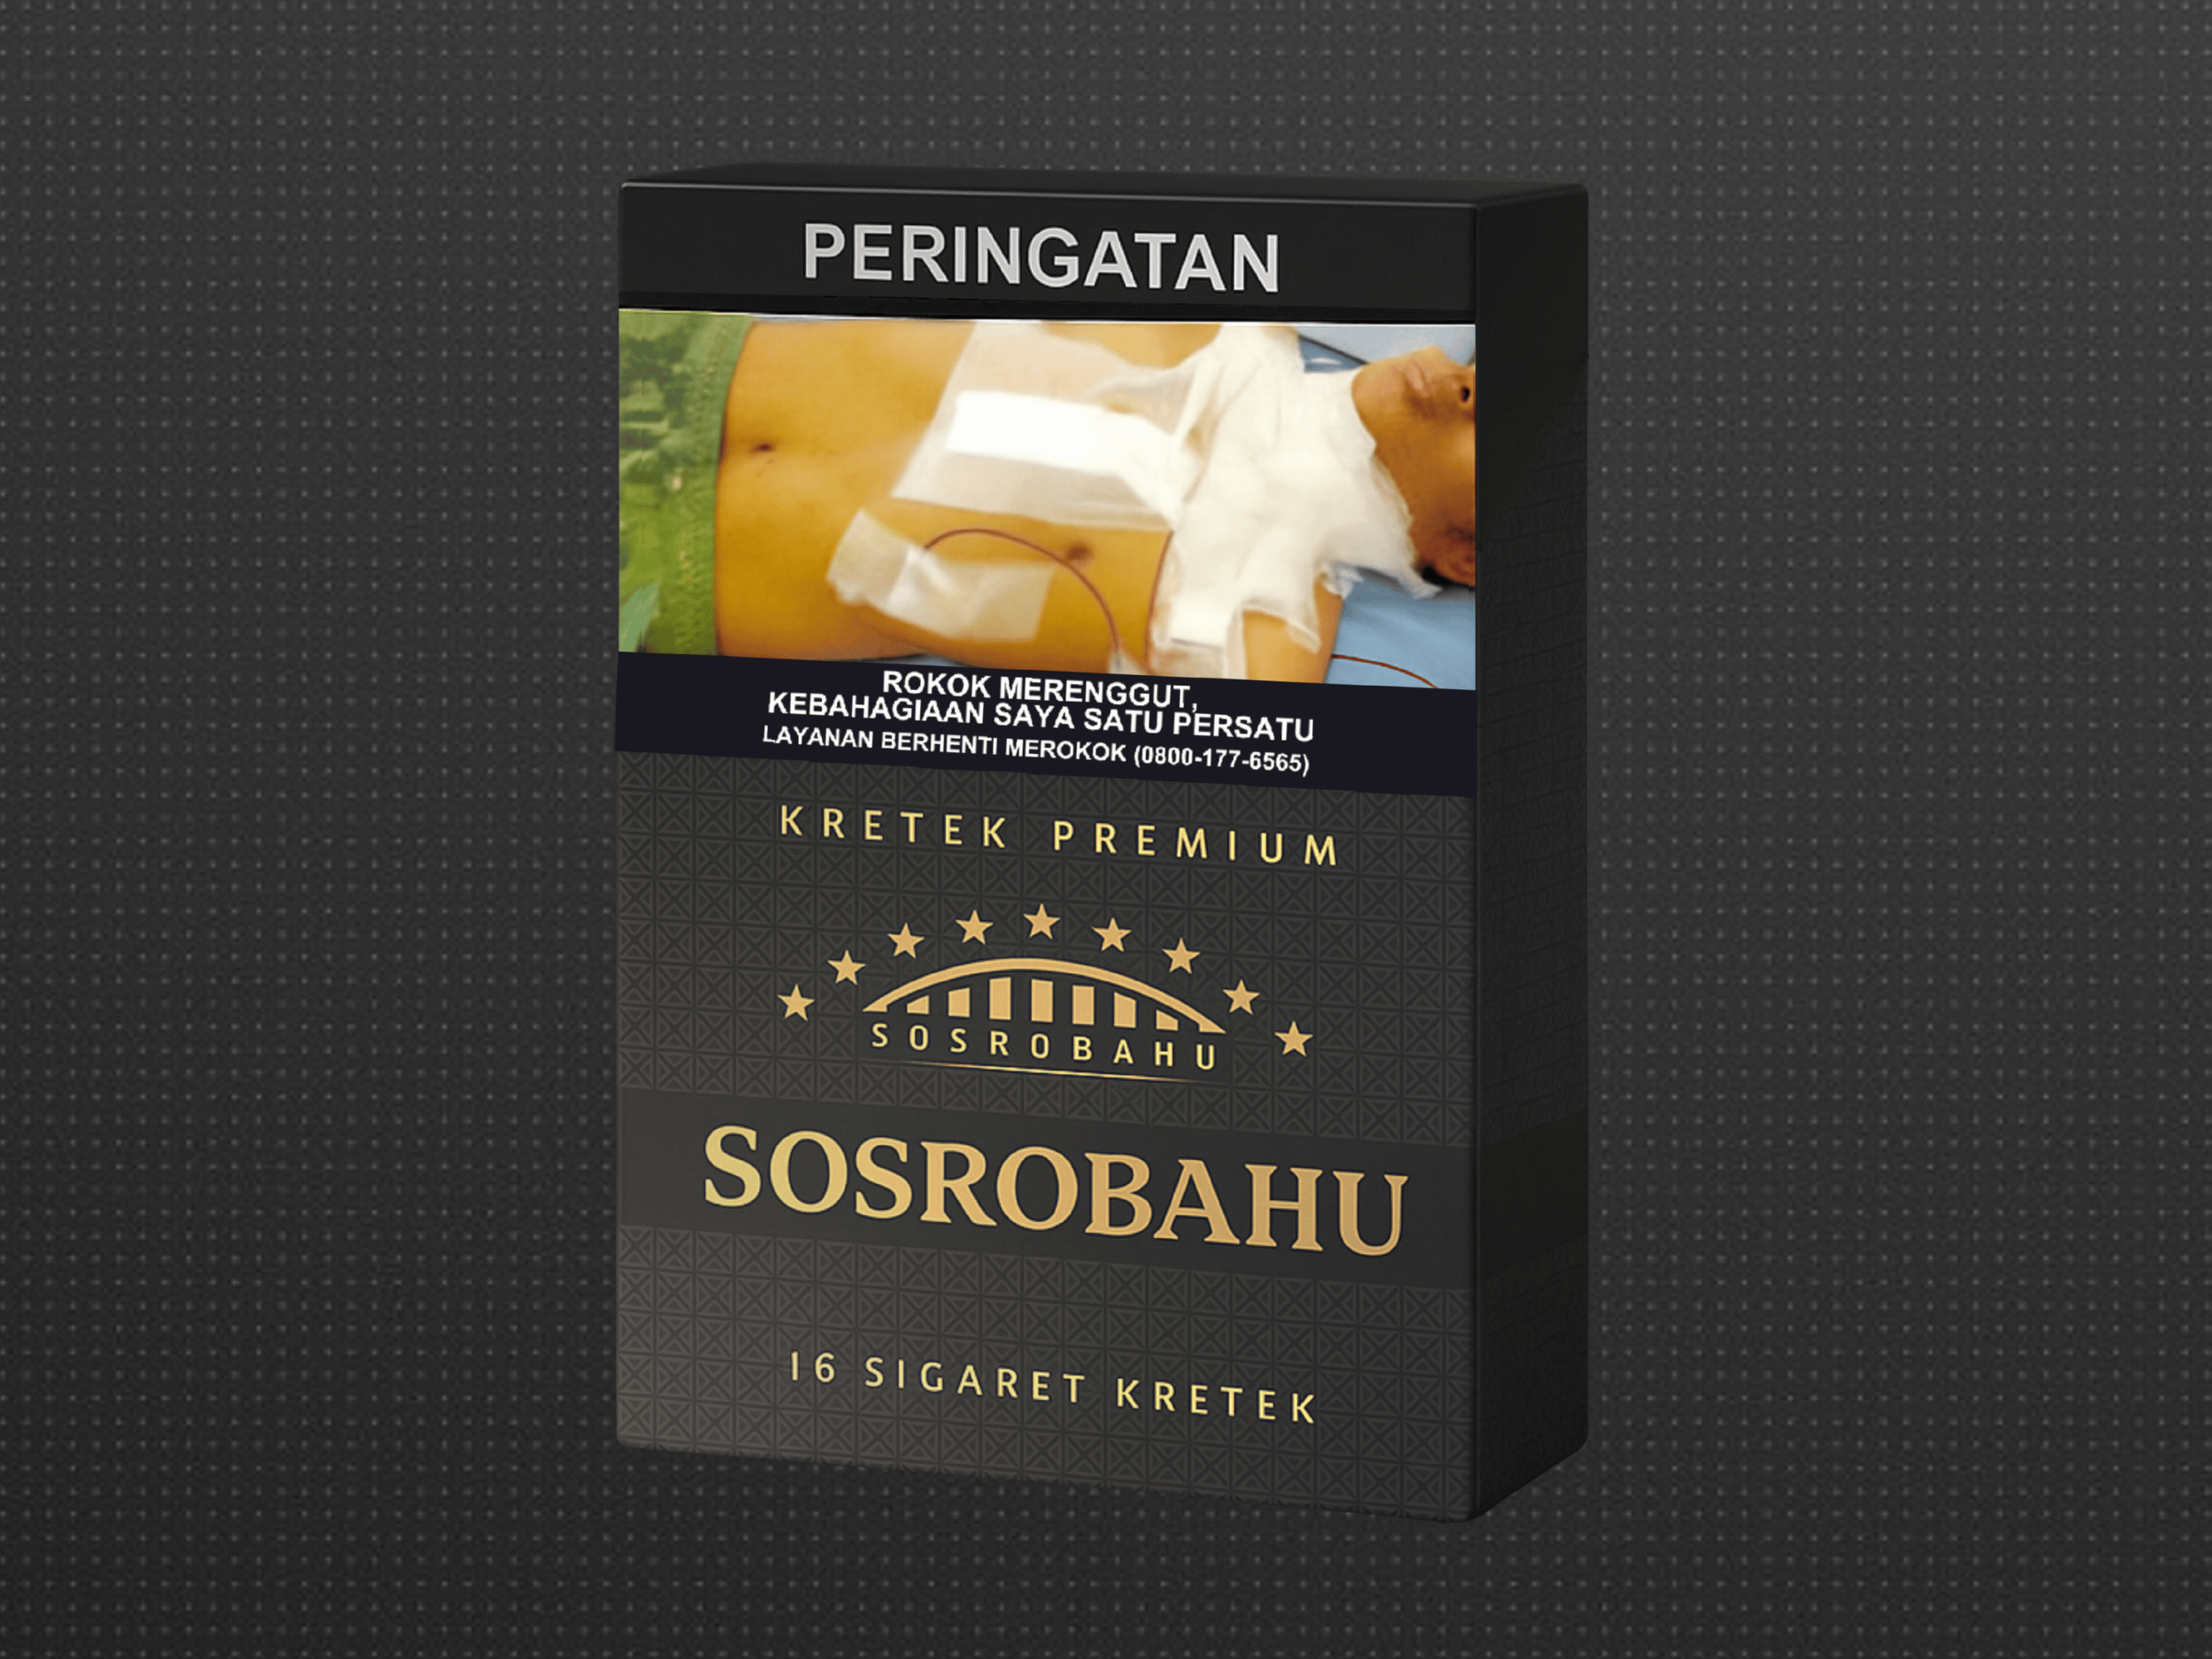 PERINGATAN
ROKOK MERENGGUT,
KEBAHAGIAAN SAYA SATU PERSATU
LAYANAN BERHENTI MEROKOK (0800-177-6565)
KRETEK PREMIUM
SOSROBAHU
SOSROBAHU
16 SIGARET KRETEK